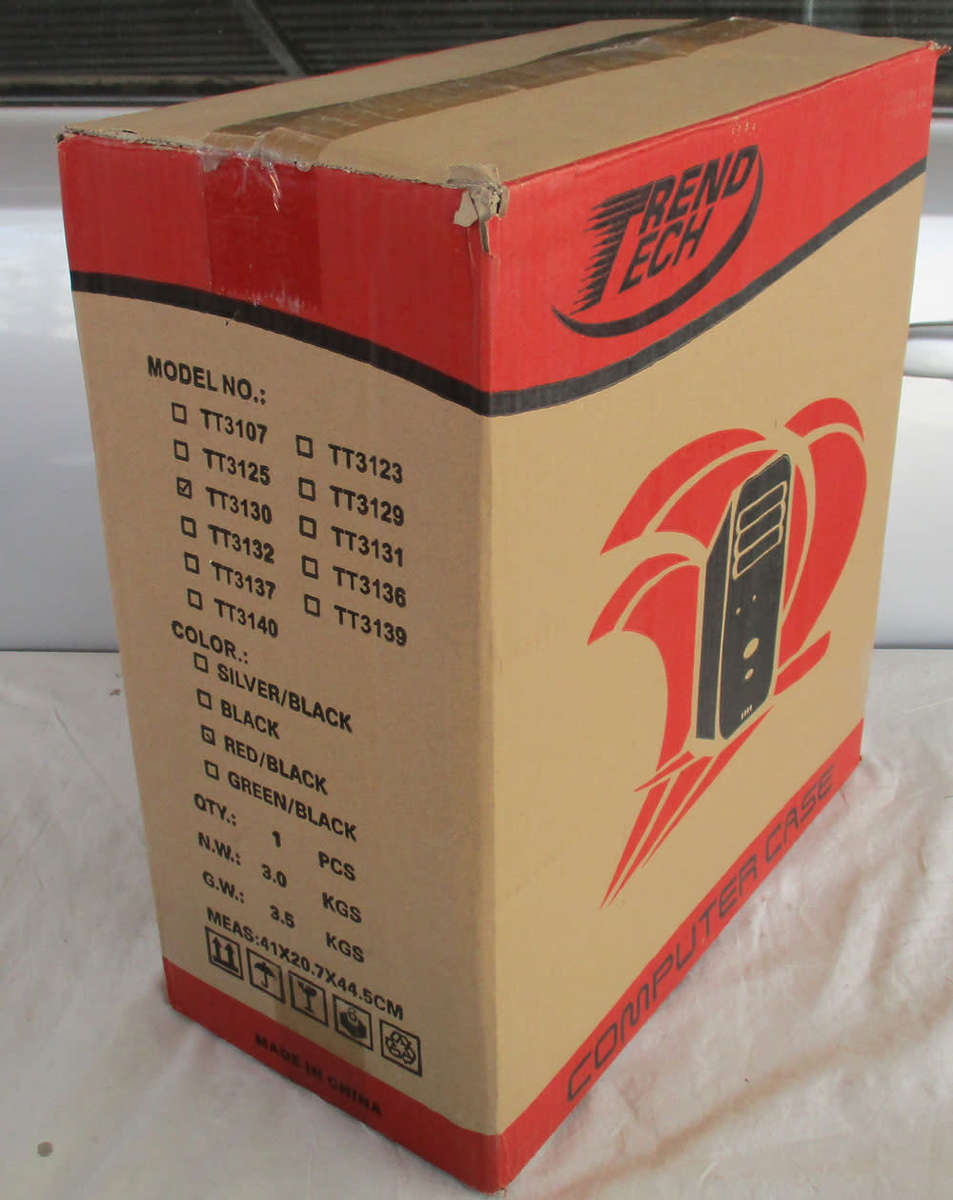 TREND
TECH
MODEL NO.:
TT3107
TT3123
TT3125
TT3129
TT3130
TT3131
TT3132
TT3136
TT3137
TT3139
TT3140
COLOR.:
SILVER/BLACK
BLACK
RED/BLACK
GREEN/BLACK
QTY.: 1 PCS
N.W.: 3.0 KGS
G.W.: 3.5 KGS
MEAS:41X20.7X44.5CM
MADE IN CHINA
COMPUTER CASE